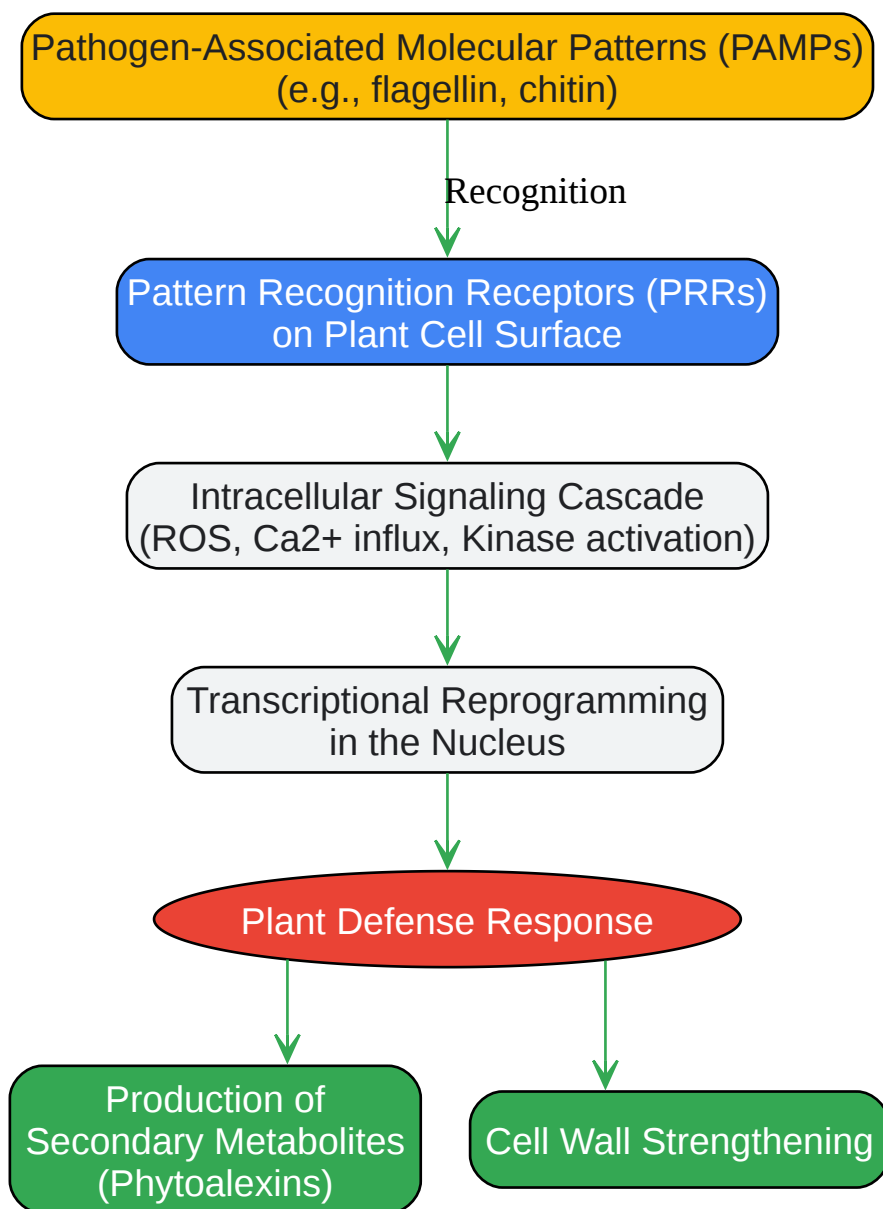 Pathogen-Associated Molecular Patterns (PAMPs)
(e.g., flagellin, chitin)
Recognition
Pattern Recognition Receptors (PRRs)
on Plant Cell Surface
Intracellular Signaling Cascade
(ROS, Ca2+ influx, Kinase activation)
Transcriptional Reprogramming
in the Nucleus
Plant Defense Response
Production of
Secondary Metabolites
(Phytoalexins)
Cell Wall Strengthening